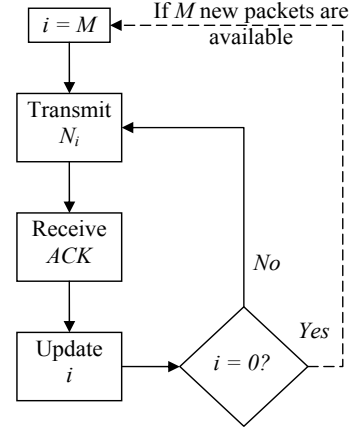 i = M
If M new packets are
available
Transmit
Nᵢ
Receive
ACK
No
Update
i
i = 0?
Yes